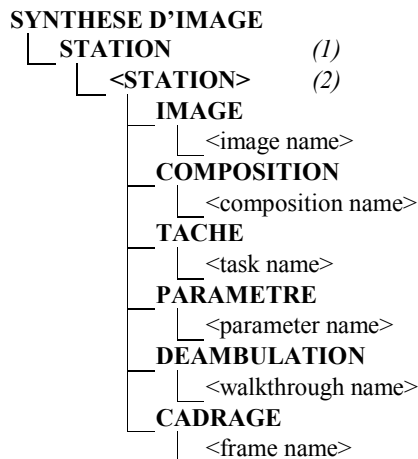 SYNTHESE D’IMAGE
STATION (1)
<STATION> (2)
IMAGE
<image name>
COMPOSITION
<composition name>
TACHE
<task name>
PARAMETRE
<parameter name>
DEAMBULATION
<walkthrough name>
CADRAGE
<frame name>